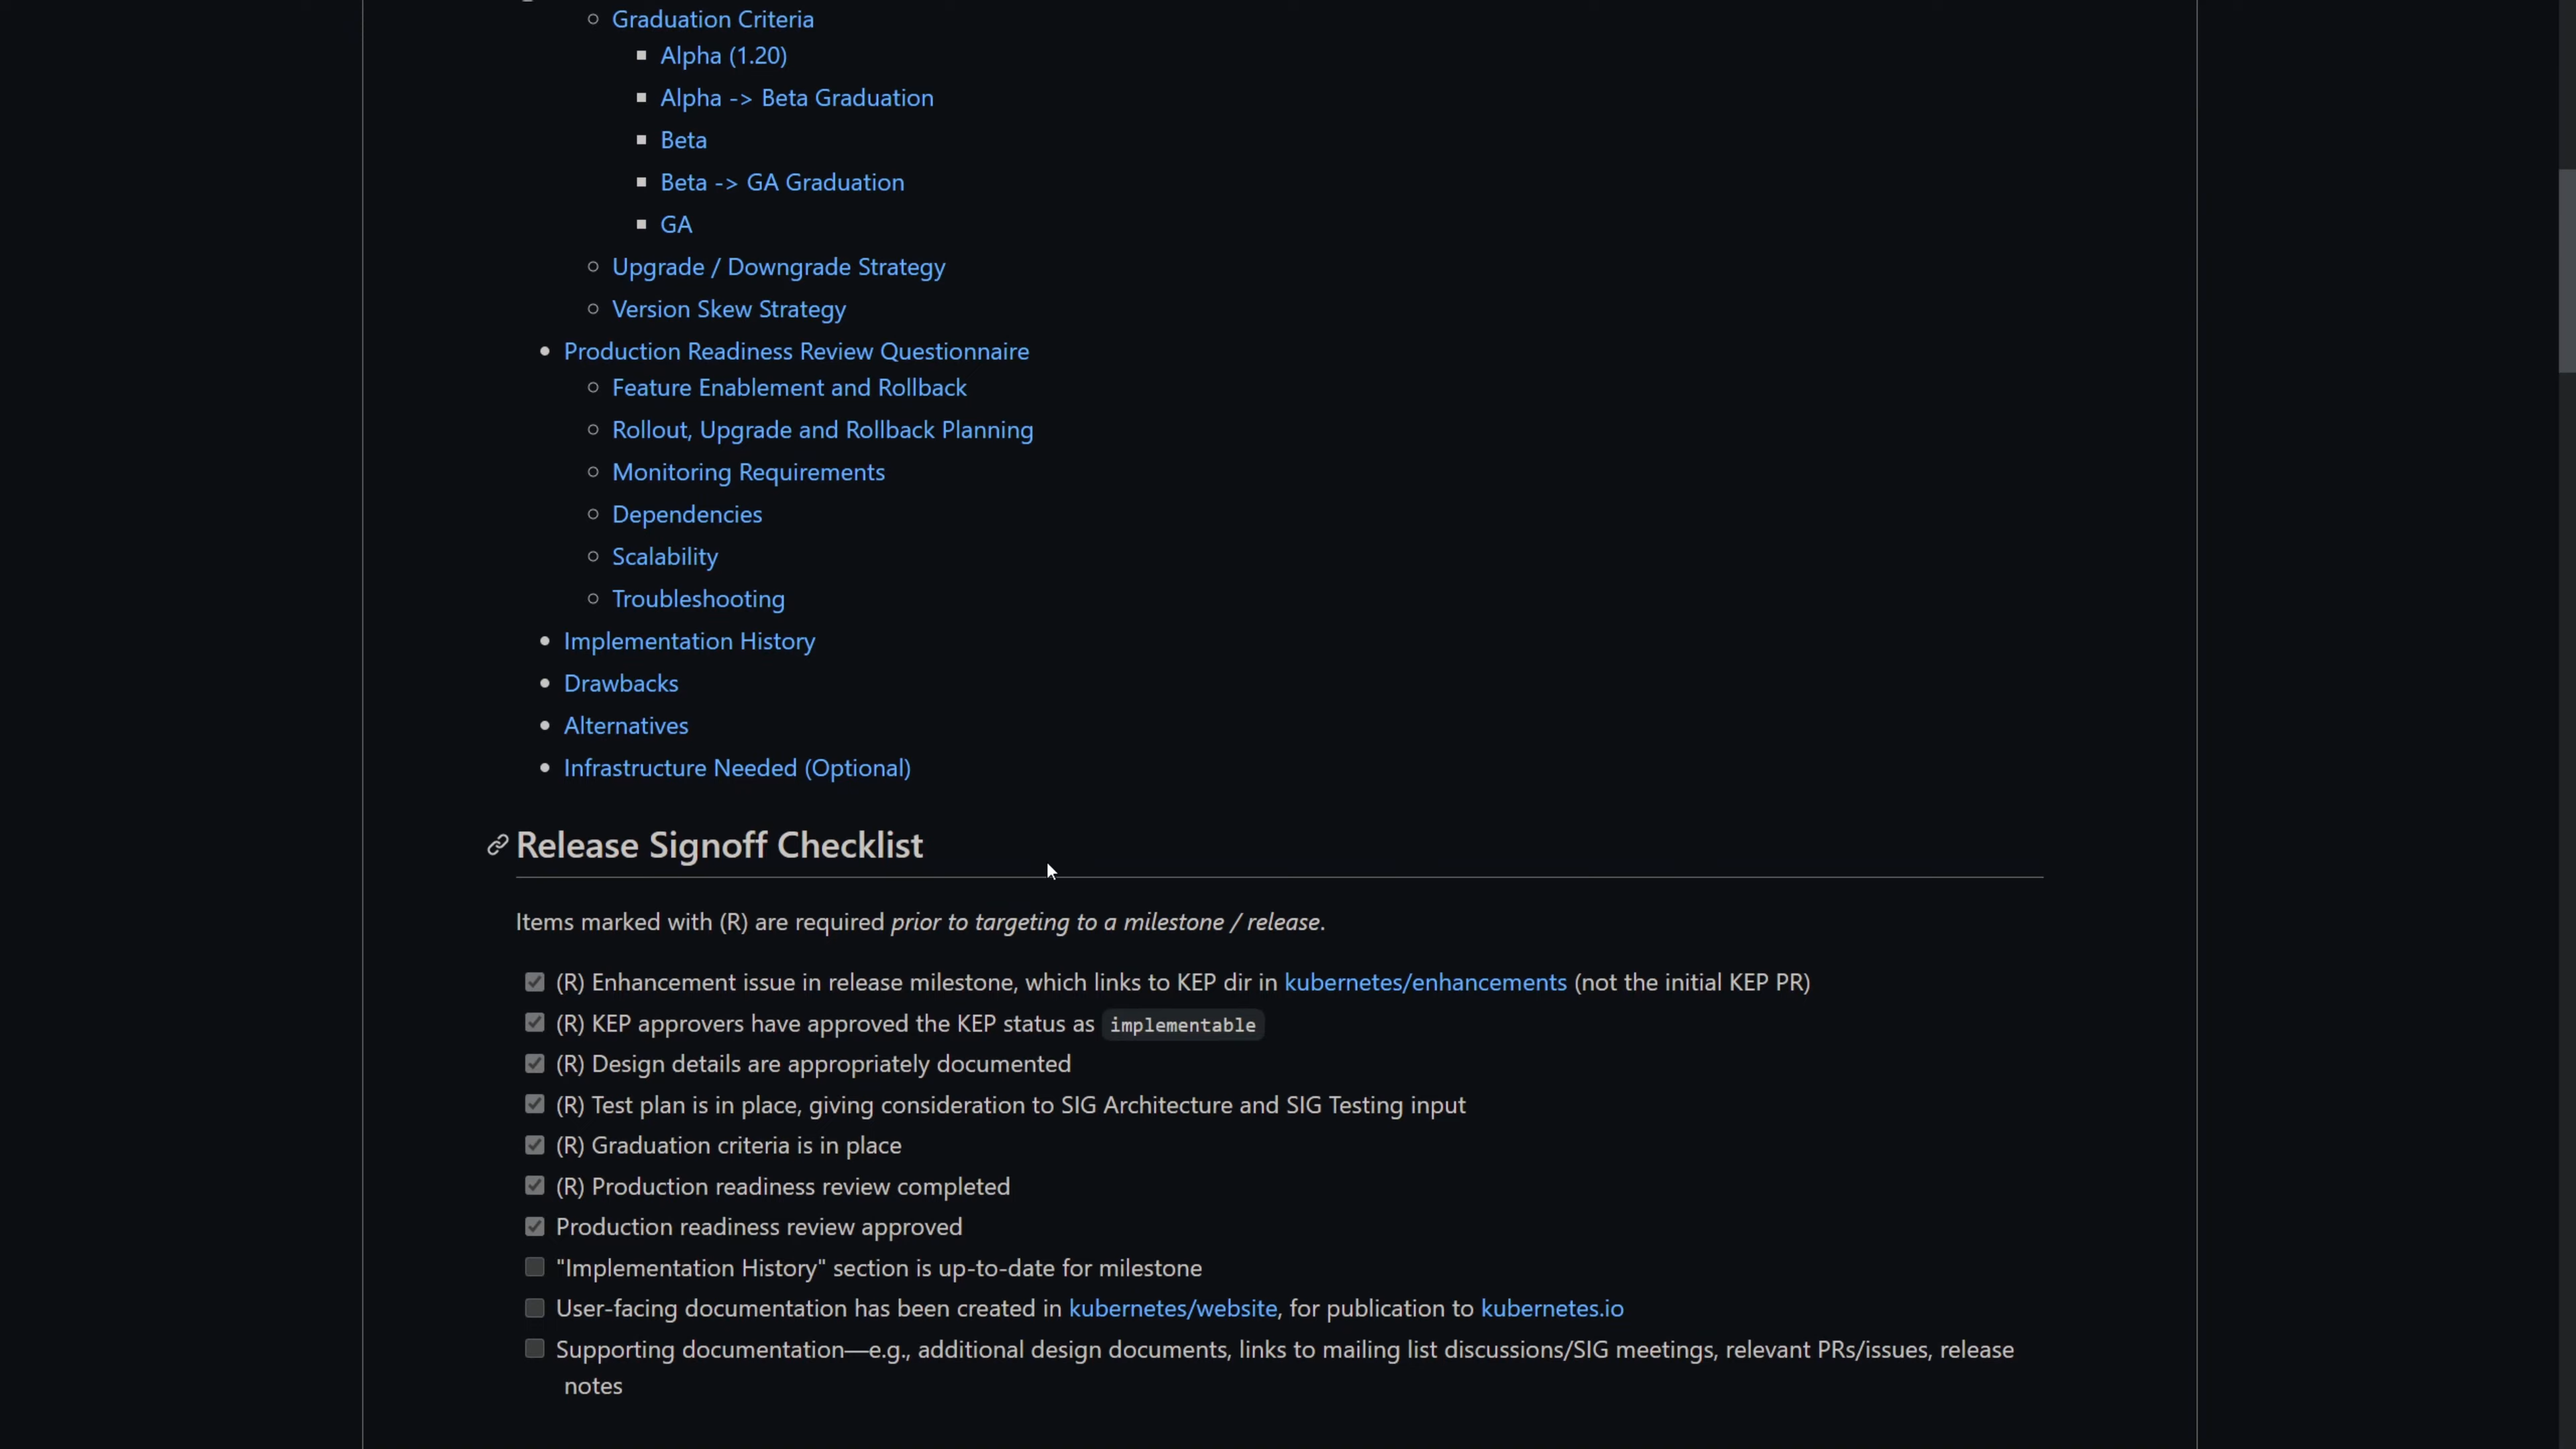 Graduation Criteria
Alpha (1.20)
Alpha -> Beta Graduation
Beta
Beta -> GA Graduation
GA
Upgrade / Downgrade Strategy
Version Skew Strategy
Production Readiness Review Questionnaire
Feature Enablement and Rollback
Rollout, Upgrade and Rollback Planning
Monitoring Requirements
Dependencies
Scalability
Troubleshooting
Implementation History
Drawbacks
Alternatives
Infrastructure Needed (Optional)
Release Signoff Checklist
Items marked with (R) are required prior to targeting to a milestone / release.
(R) Enhancement issue in release milestone, which links to KEP dir in kubernetes/enhancements (not the initial KEP PR)
(R) KEP approvers have approved the KEP status as implementable
(R) Design details are appropriately documented
(R) Test plan is in place, giving consideration to SIG Architecture and SIG Testing input
(R) Graduation criteria is in place
(R) Production readiness review completed
Production readiness review approved
"Implementation History" section is up-to-date for milestone
User-facing documentation has been created in kubernetes/website, for publication to kubernetes.io
Supporting documentation—e.g., additional design documents, links to mailing list discussions/SIG meetings, relevant PRs/issues, release
notes